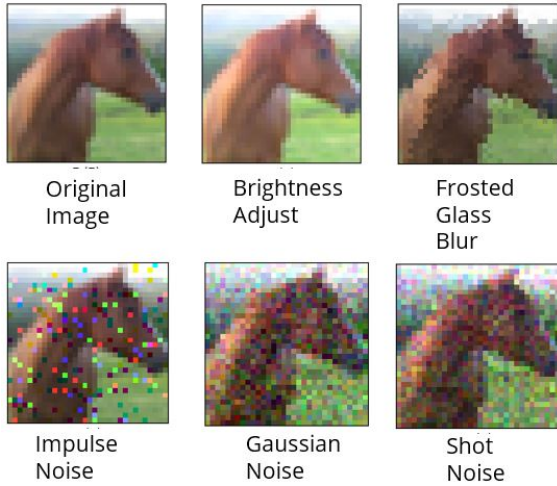 Original
Image
Brightness
Adjust
Frosted
Glass
Blur
Impulse
Noise
Gaussian
Noise
Shot
Noise